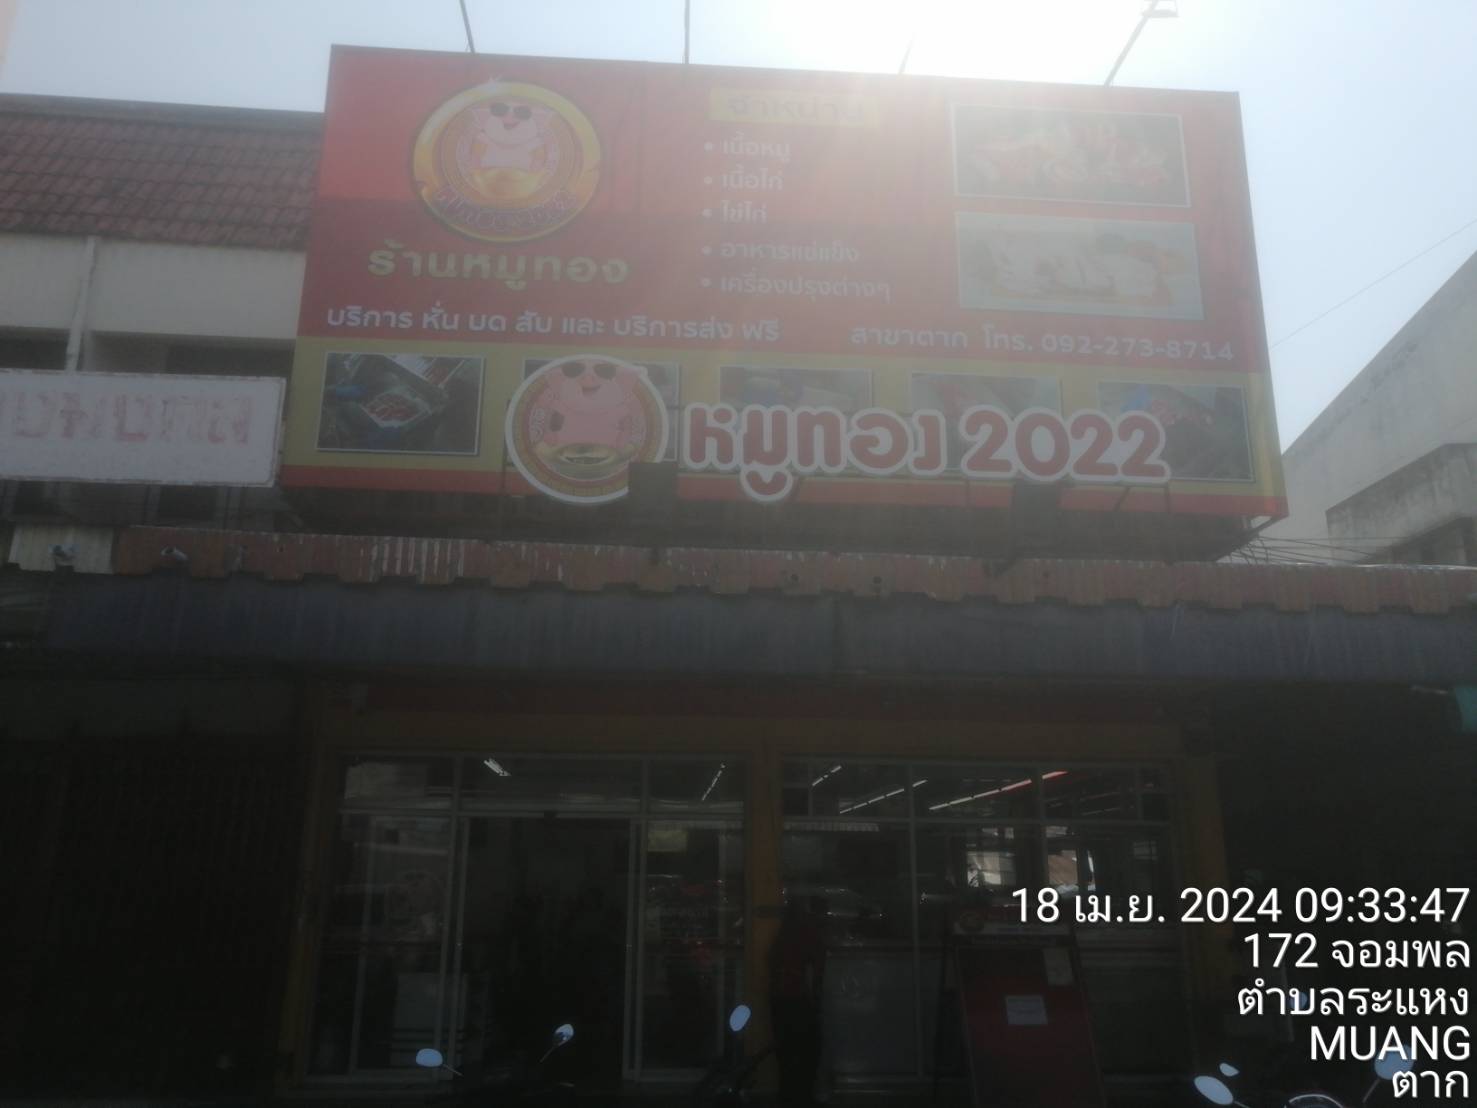 จำหน่าย
• เนื้อหมู
• เนื้อไก่
• ไข่ไก่
• อาหารแช่แข็ง
• เครื่องปรุงต่างๆ
ร้านหมูทอง
บริการ หั่น บด สับ และ บริการส่ง ฟรี
สาขาตาก โทร. 092-273-8714
หมูทอง 2022
18 เม.ย. 2024 09:33:47
172 จอมพล
ตำบลระแหง
MUANG
ตาก